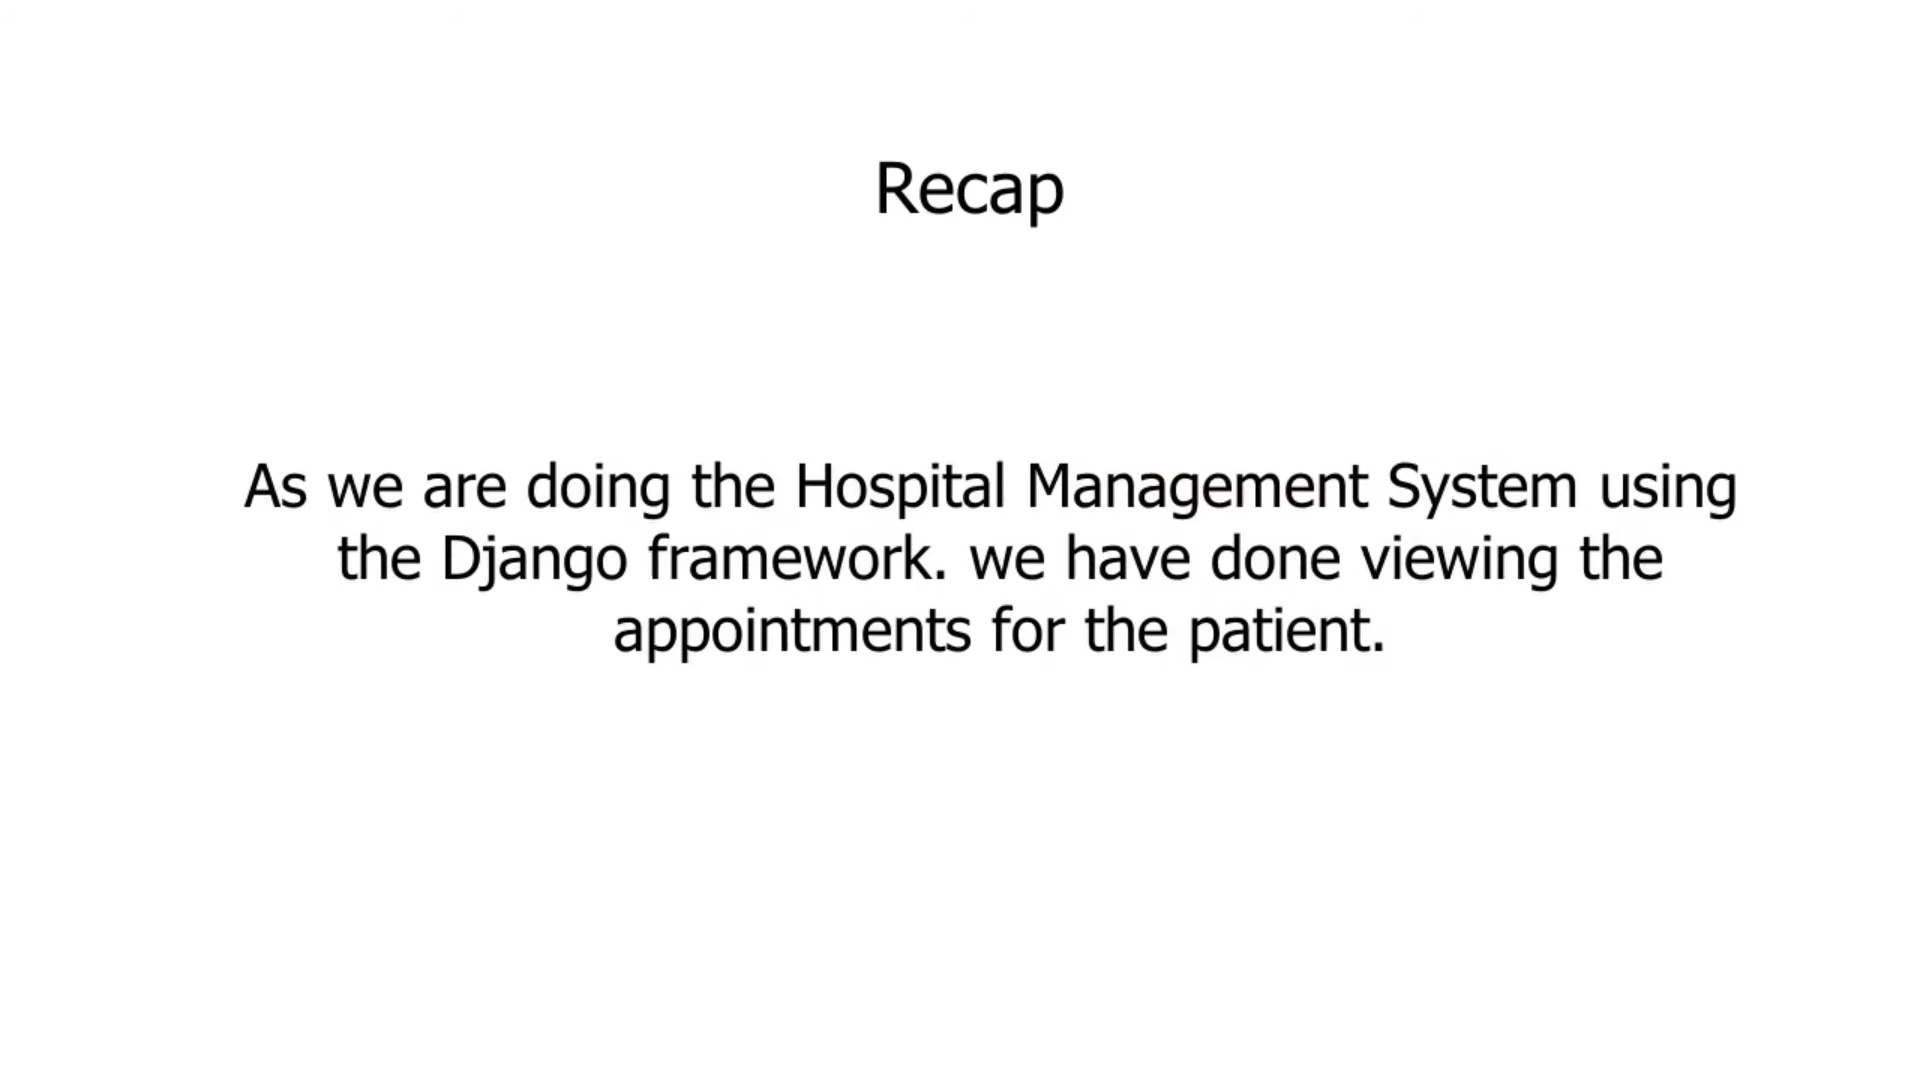 Recap
As we are doing the Hospital Management System using
the Django framework. we have done viewing the
appointments for the patient.